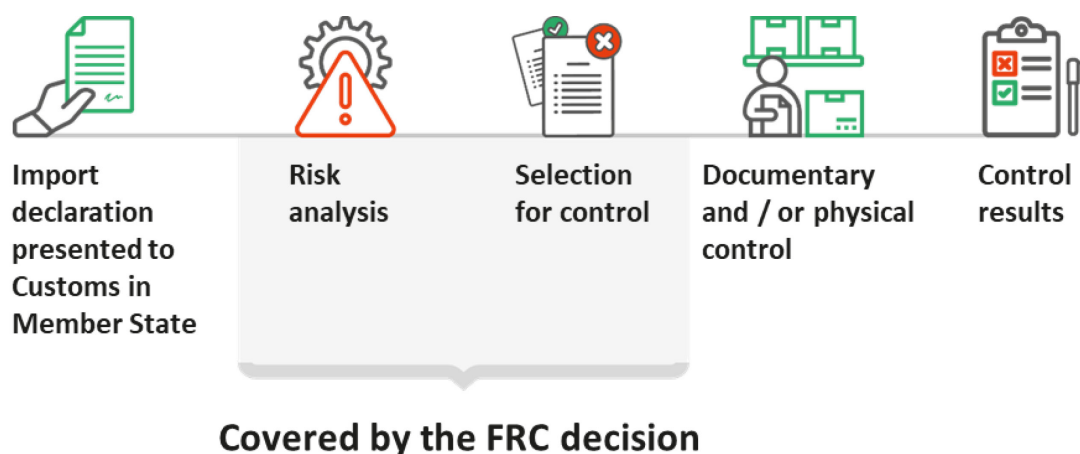 Import
declaration
presented to
Customs in
Member State
Risk
analysis
Selection
for control
Documentary
and / or physical
control
Control
results
Covered by the FRC decision